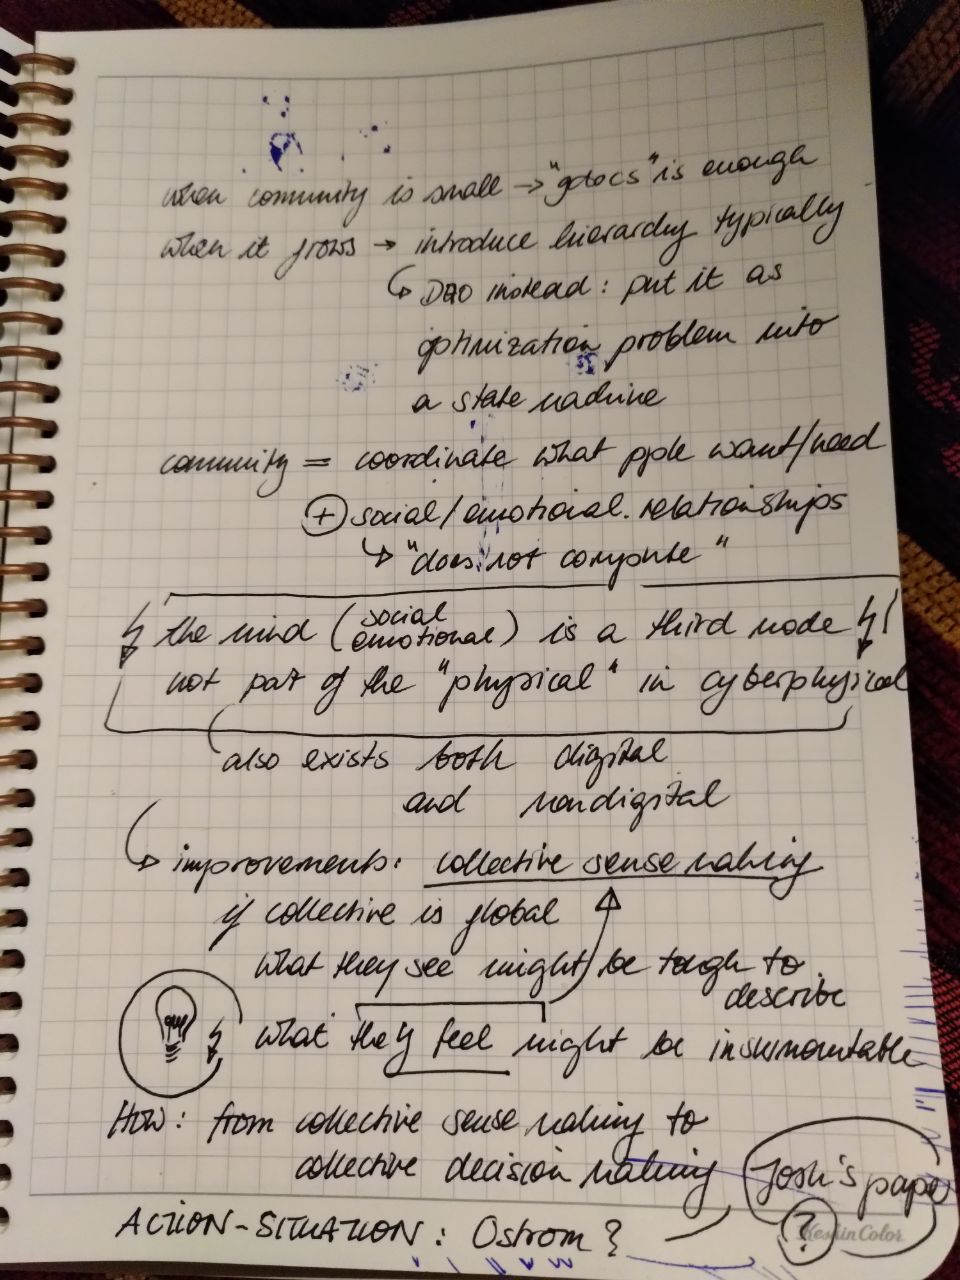 when community is small → "gdocs" is enough
when it grows → introduce hierarchy typically
↳ DAO instead: put it as
optimization problem into
a state machine
community = coordinate what pple want/need
⊕ social/emotional. relationships
↳ "does not compute"
the mind (social emotional) is a third node
not part of the "physical" in cyberphysical
also exists both digital
and nondigital
↳ improvements: collective sense making
if collective is global
what they see might be tough to
describe
what they feel might be insurmountable
How: from collective sense making to
collective decision making
Josh's paper
?
ACTION-SITUATION: Ostrom?
KeshinColor